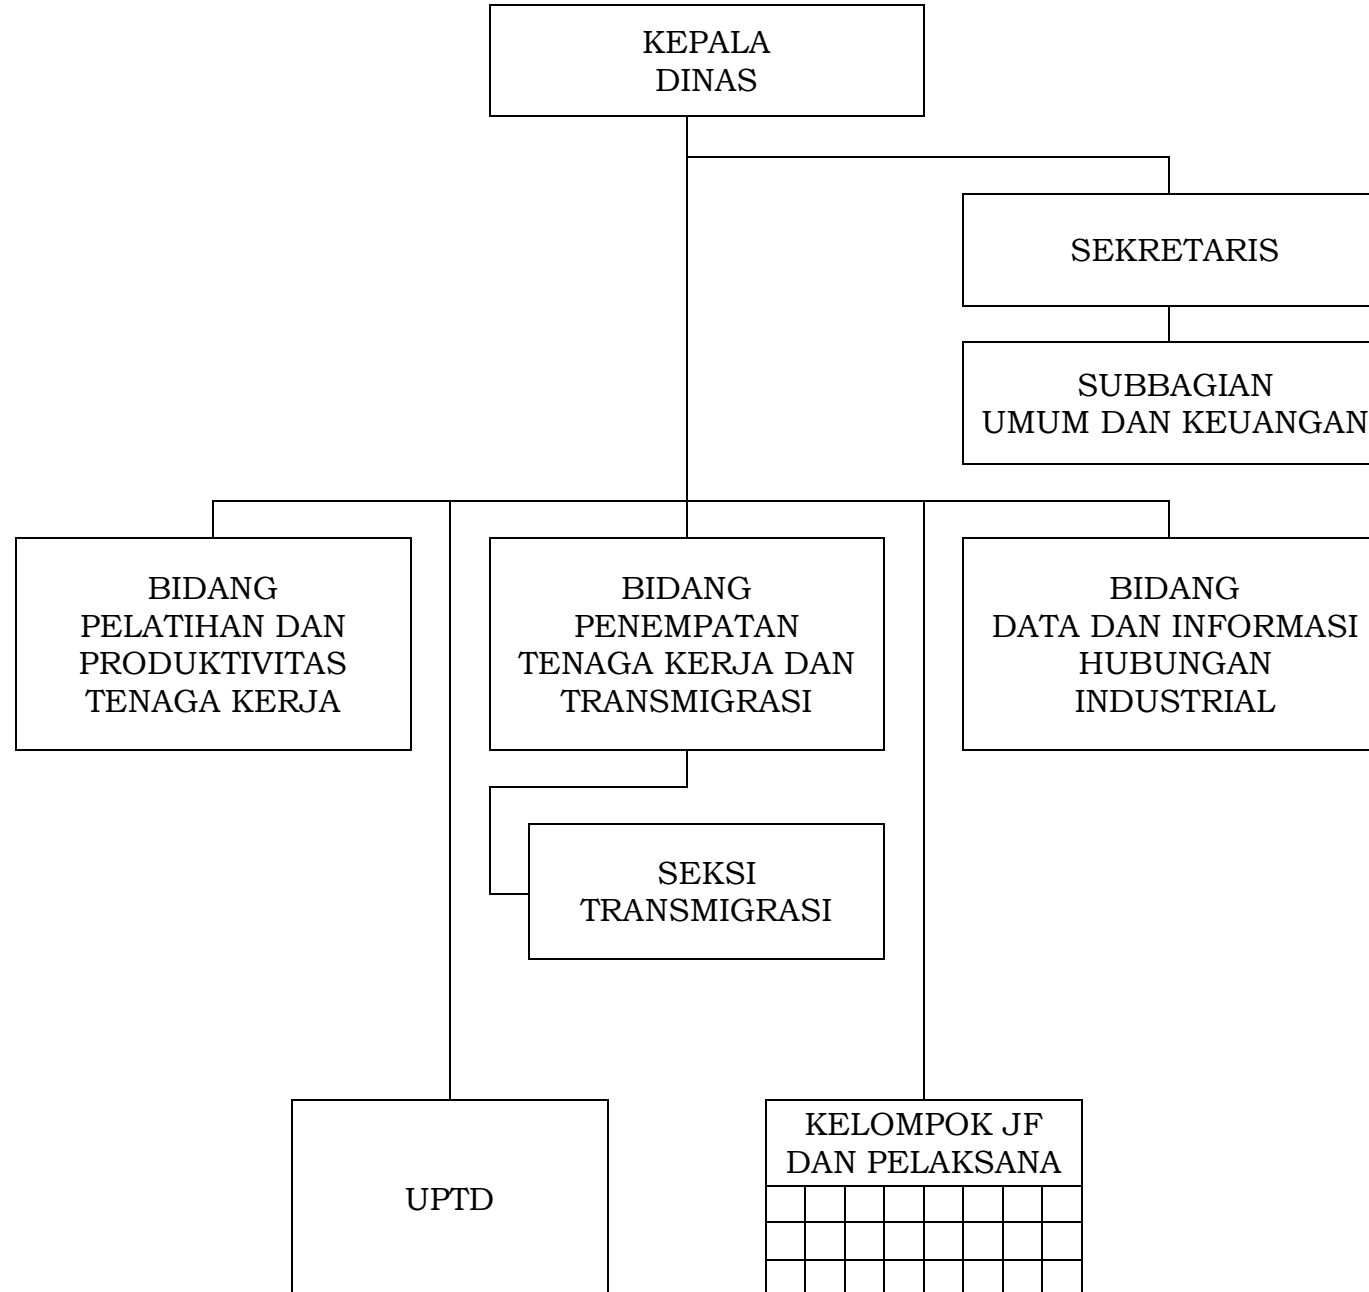 KEPALA
DINAS
SEKRETARIS
SUBBAGIAN
UMUM DAN KEUANGAN
BIDANG
PELATIHAN DAN
PRODUKTIVITAS
TENAGA KERJA
BIDANG
PENEMPATAN
TENAGA KERJA DAN
TRANSMIGRASI
BIDANG
DATA DAN INFORMASI
HUBUNGAN
INDUSTRIAL
SEKSI
TRANSMIGRASI
UPTD
KELOMPOK JF
DAN PELAKSANA